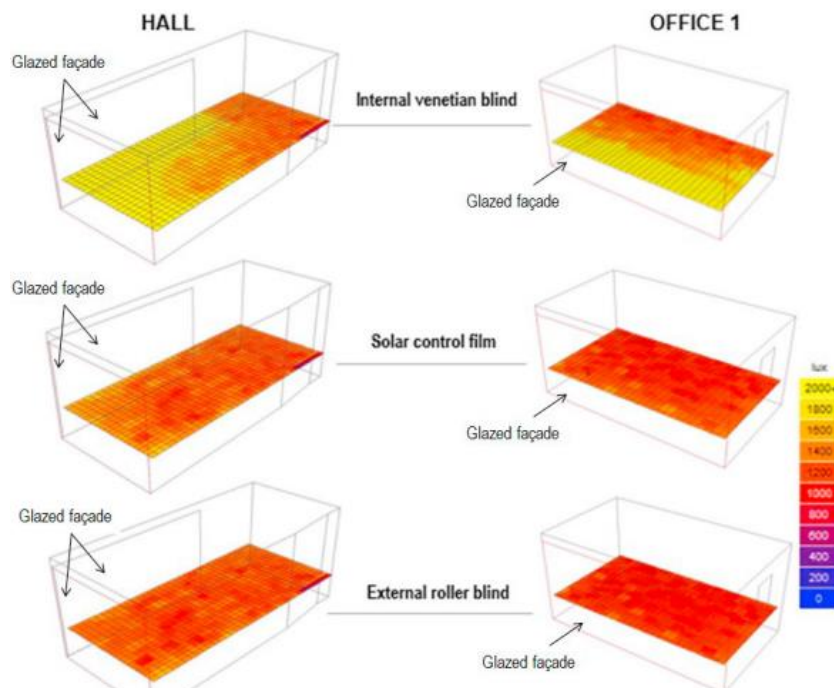 HALL
OFFICE 1
Glazed façade
Internal venetian blind
Glazed façade
Glazed façade
Solar control film
Glazed façade
lux
2000+
1800
1600
1400
1200
1000
800
600
400
200
0
Glazed façade
External roller blind
Glazed façade